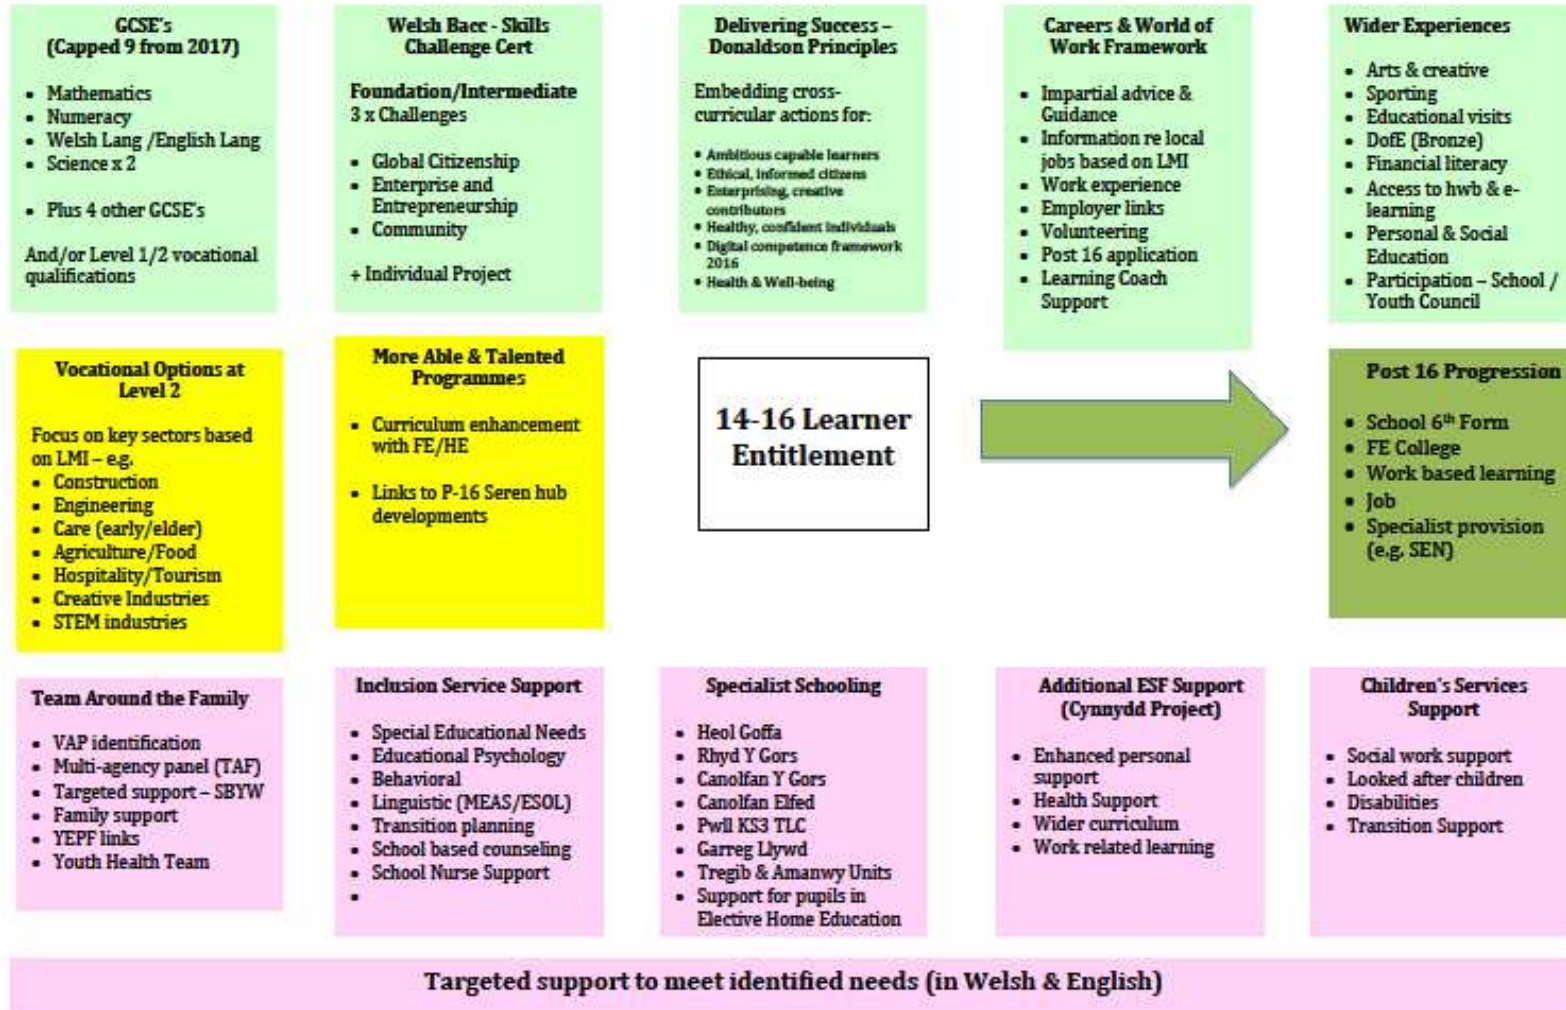 GCSE's
(Capped 9 from 2017)
• Mathematics
• Numeracy
• Welsh Lang /English Lang
• Science x 2
• Plus 4 other GCSE's
And/or Level 1/2 vocational
qualifications
Welsh Bacc - Skills
Challenge Cert
Foundation/Intermediate
3 x Challenges
• Global Citizenship
• Enterprise and
Entrepreneurship
• Community
+ Individual Project
Delivering Success –
Donaldson Principles
Embedding cross-
curricular actions for:
• Ambitious capable learners
• Ethical, informed citizens
• Enterprising, creative
contributors
• Healthy, confident individuals
• Digital competence framework
2016
• Health & Well-being
Careers & World of
Work Framework
• Impartial advice &
Guidance
• Information re local
jobs based on LMI
• Work experience
• Employer links
• Volunteering
• Post 16 application
• Learning Coach
Support
Wider Experiences
• Arts & creative
• Sporting
• Educational visits
• DofE (Bronze)
• Financial literacy
• Access to hwb & e-
learning
• Personal & Social
Education
• Participation – School /
Youth Council
Vocational Options at
Level 2
Focus on key sectors based
on LMI – e.g.
• Construction
• Engineering
• Care (early/elder)
• Agriculture/Food
• Hospitality/Tourism
• Creative Industries
• STEM industries
More Able & Talented
Programmes
• Curriculum enhancement
with FE/HE
• Links to P-16 Seren hub
developments
14-16 Learner
Entitlement
Post 16 Progression
• School 6th Form
• FE College
• Work based learning
• Job
• Specialist provision
(e.g. SEN)
Team Around the Family
• VAP identification
• Multi-agency panel (TAF)
• Targeted support – SBYW
• Family support
• YEPF links
• Youth Health Team
Inclusion Service Support
• Special Educational Needs
• Educational Psychology
• Behavioral
• Linguistic (MEAS/ESOL)
• Transition planning
• School based counseling
• School Nurse Support
•
Specialist Schooling
• Heol Goffa
• Rhyd Y Gors
• Canolfan Y Gors
• Canolfan Elfed
• Pwll KS3 TLC
• Garreg Llywd
• Tregib & Amanwy Units
• Support for pupils in
Elective Home Education
Additional ESF Support
(Cynnydd Project)
• Enhanced personal
support
• Health Support
• Wider curriculum
• Work related learning
Children's Services
Support
• Social work support
• Looked after children
• Disabilities
• Transition Support
Targeted support to meet identified needs (in Welsh & English)